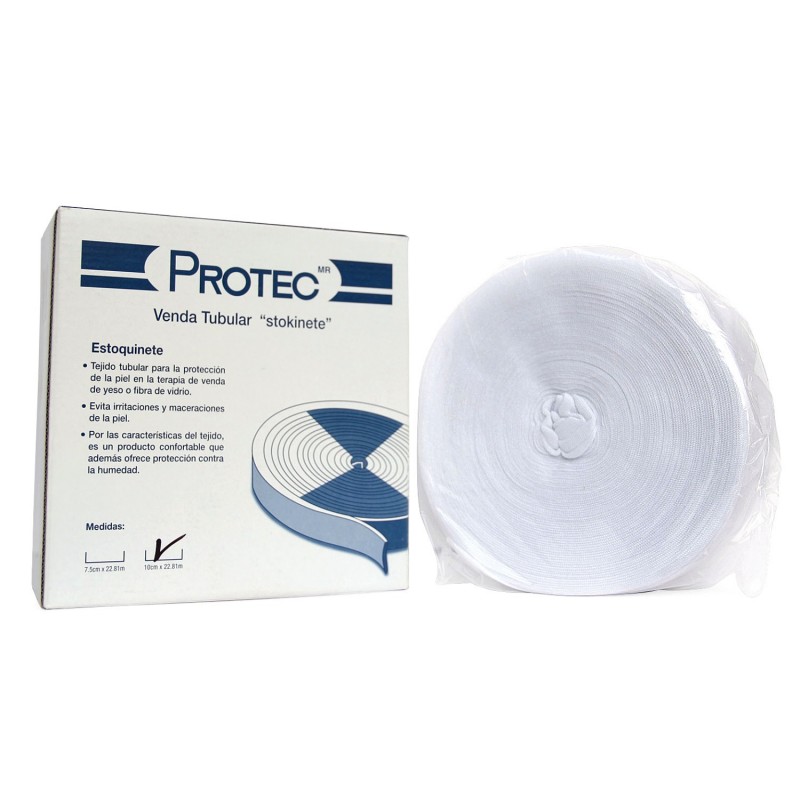 PROTEC MR
Venda Tubular "stokinete"
Estoquinete
• Tejido tubular para la protección
de la piel en la terapia de venda
de yeso o fibra de vidrio.
• Evita irritaciones y maceraciones
de la piel.
• Por las caracteristicas del tejido,
es un producto confortable que
además ofrece protección contra
la humedad.
Medidas:
7.5cm x 22.81m 10cm x 22.81m